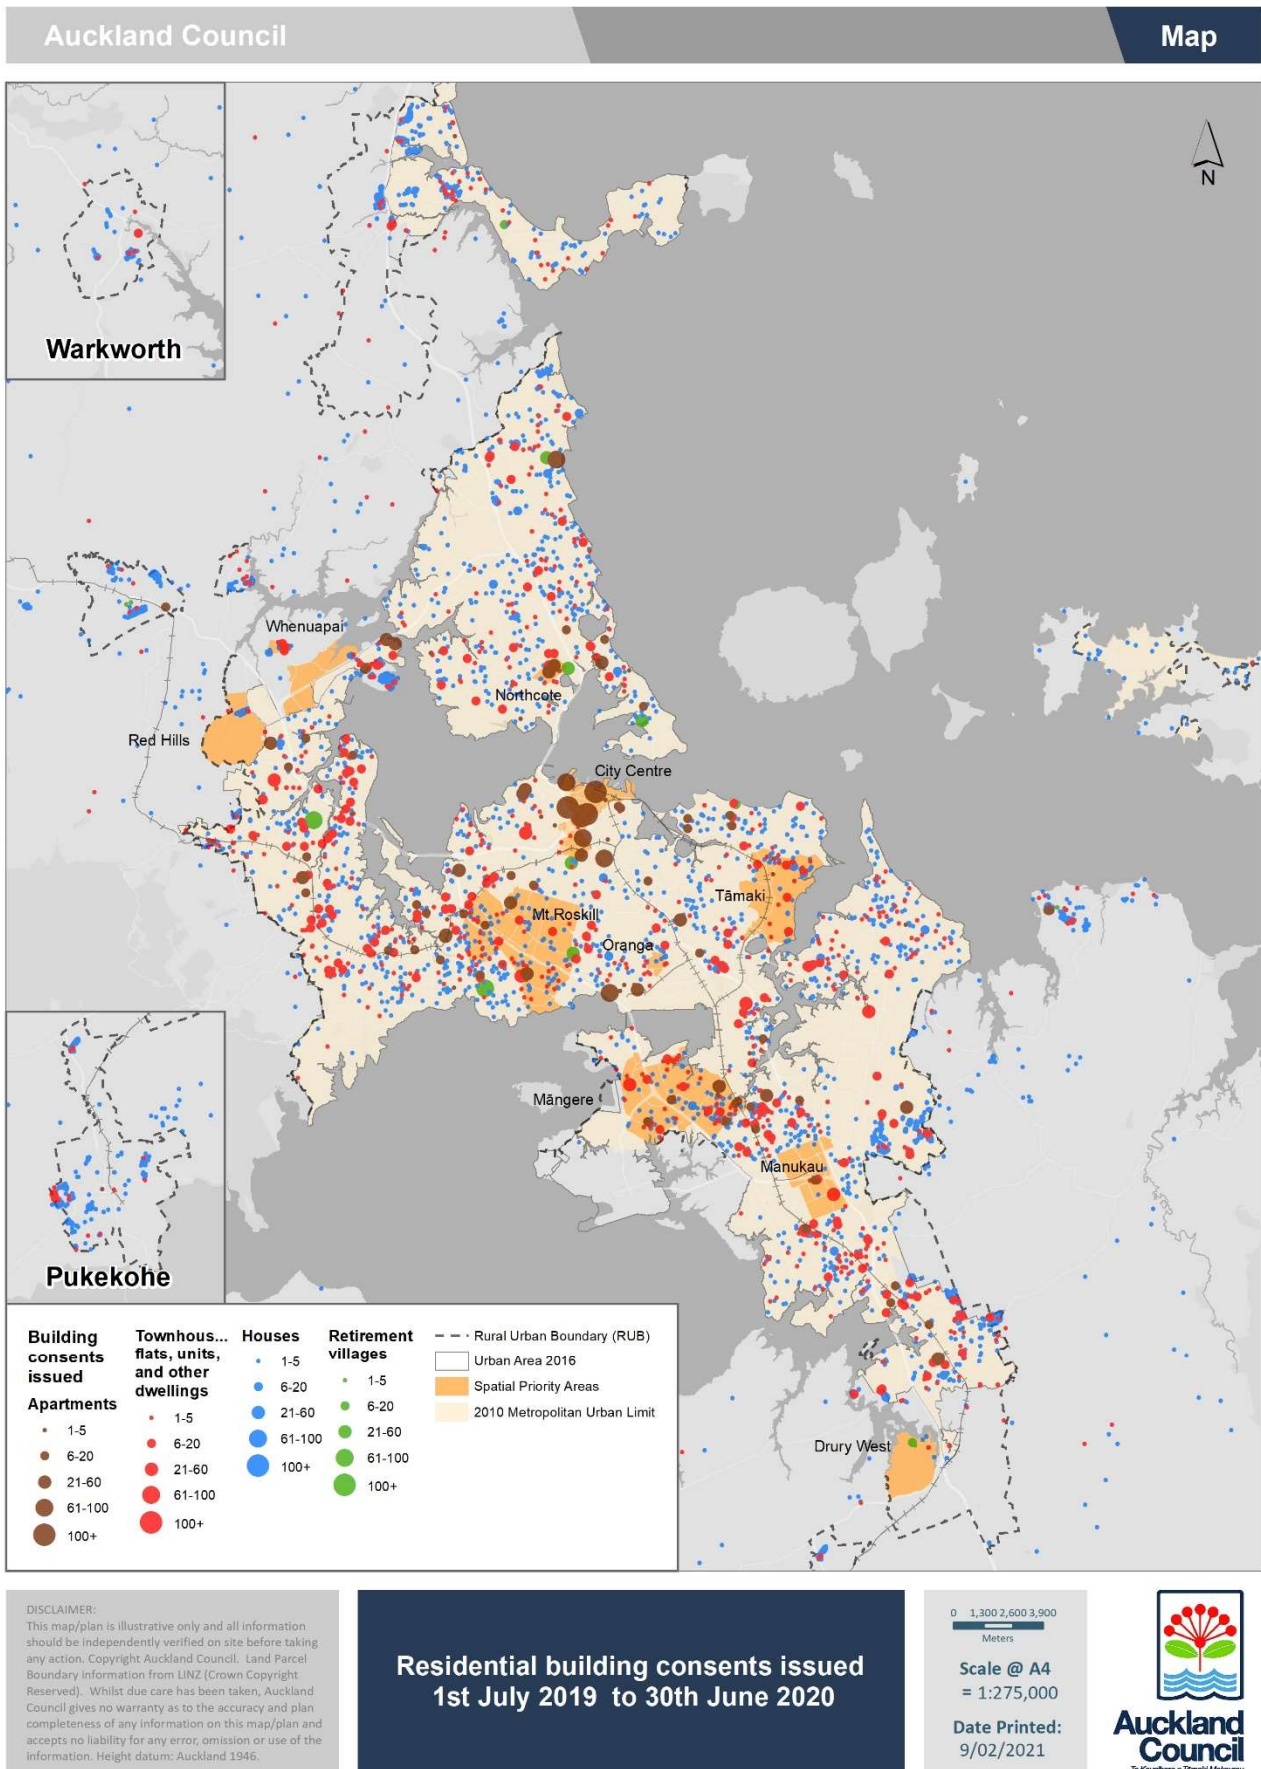 Auckland Council
Map
N
Warkworth
Whenuapai
Northcote
Red Hills
City Centre
Tāmaki
Mt Roskill
Oranga
Māngere
Manukau
Pukekohe
Drury West
Building
consents
issued
Apartments
1-5
6-20
21-60
61-100
100+
Townhous...
flats, units,
and other
dwellings
1-5
6-20
21-60
61-100
100+
Houses
1-5
6-20
21-60
61-100
100+
Retirement
villages
1-5
6-20
21-60
61-100
100+
Rural Urban Boundary (RUB)
Urban Area 2016
Spatial Priority Areas
2010 Metropolitan Urban Limit
DISCLAIMER:
This map/plan is illustrative only and all information
should be independently verified on site before taking
any action. Copyright Auckland Council. Land Parcel
Boundary information from LINZ (Crown Copyright
Reserved). Whilst due care has been taken, Auckland
Council gives no warranty as to the accuracy and plan
completeness of any information on this map/plan and
accepts no liability for any error, omission or use of the
information. Height datum: Auckland 1946.
Residential building consents issued
1st July 2019 to 30th June 2020
0 1,300 2,600 3,900
Meters
Scale @ A4
= 1:275,000
Date Printed:
9/02/2021
Auckland
Council